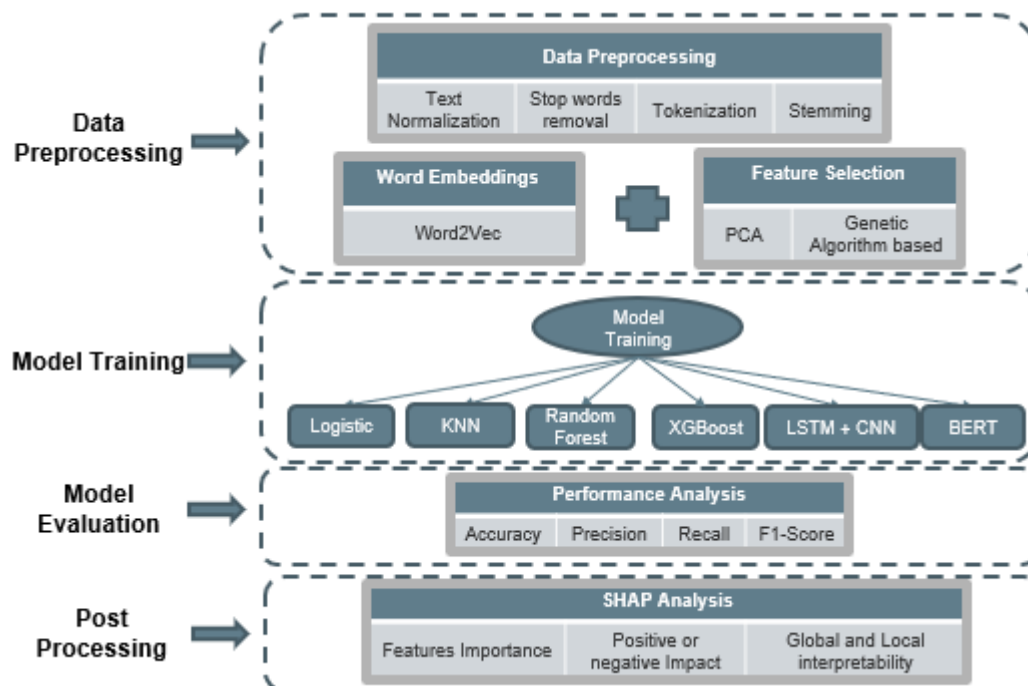 Data
Preprocessing
Data Preprocessing
Text
Normalization
Stop words
removal
Tokenization
Stemming
Word Embeddings
Word2Vec
Feature Selection
PCA
Genetic
Algorithm based
Model Training
Model
Training
Logistic
KNN
Random
Forest
XGBoost
LSTM + CNN
BERT
Model
Evaluation
Performance Analysis
Accuracy
Precision
Recall
F1-Score
Post
Processing
SHAP Analysis
Features Importance
Positive or
negative Impact
Global and Local
interpretability